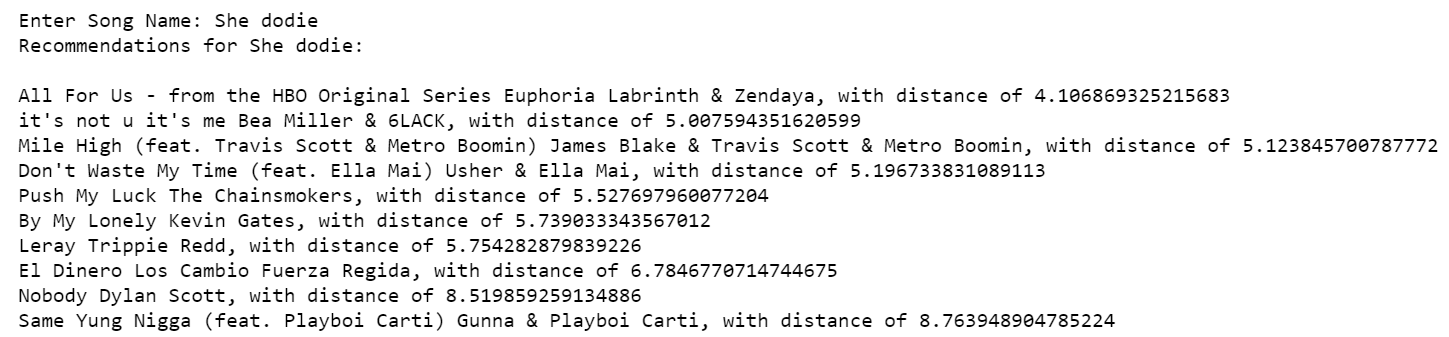 Enter Song Name: She dodie
Recommendations for She dodie:
All For Us - from the HBO Original Series Euphoria Labrinth & Zendaya, with distance of 4.106869325215683
it's not u it's me Bea Miller & 6LACK, with distance of 5.007594351620599
Mile High (feat. Travis Scott & Metro Boomin) James Blake & Travis Scott & Metro Boomin, with distance of 5.123845700787772
Don't Waste My Time (feat. Ella Mai) Usher & Ella Mai, with distance of 5.196733831089113
Push My Luck The Chainsmokers, with distance of 5.527697960077204
By My Lonely Kevin Gates, with distance of 5.739033343567012
Leray Trippie Redd, with distance of 5.754282879839226
El Dinero Los Cambio Fuerza Regida, with distance of 6.7846770714744675
Nobody Dylan Scott, with distance of 8.519859259134886
Same Yung Nigga (feat. Playboi Carti) Gunna & Playboi Carti, with distance of 8.763948904785224